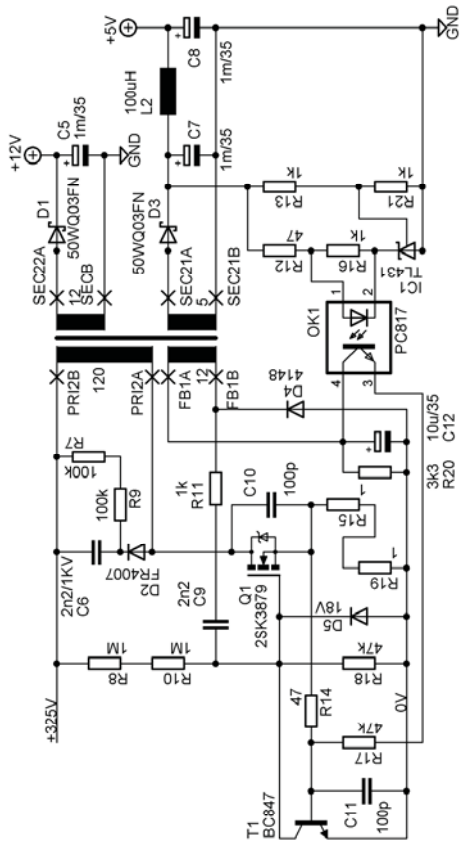 +5V
C8
1m/35
GND
100uH
L2
+12V
C5
1m/35
GND
C7
1m/35
D1
50WQ03FN
D3
50WQ03FN
R13
1k
R21
1k
R12
47
R16
1k
IC1
TL431
SEC22A
12
SECB
SEC21A
5
SEC21B
OK1
1
2
4
3
PC817
PRI2B
120
PRI2A
FB1A
12
FB1B
D4
4148
10u/35
C12
R7
100k
100k
R9
1k
R11
C10
100p
R15
1
3k3
R20
2n2/1KV
C6
D2
FR4007
2n2
C9
Q1
2SK3879
R19
1
D5
18V
R8
1M
R10
1M
R18
47k
0V
+325V
47
R14
R17
47k
T1
BC847
C11
100p